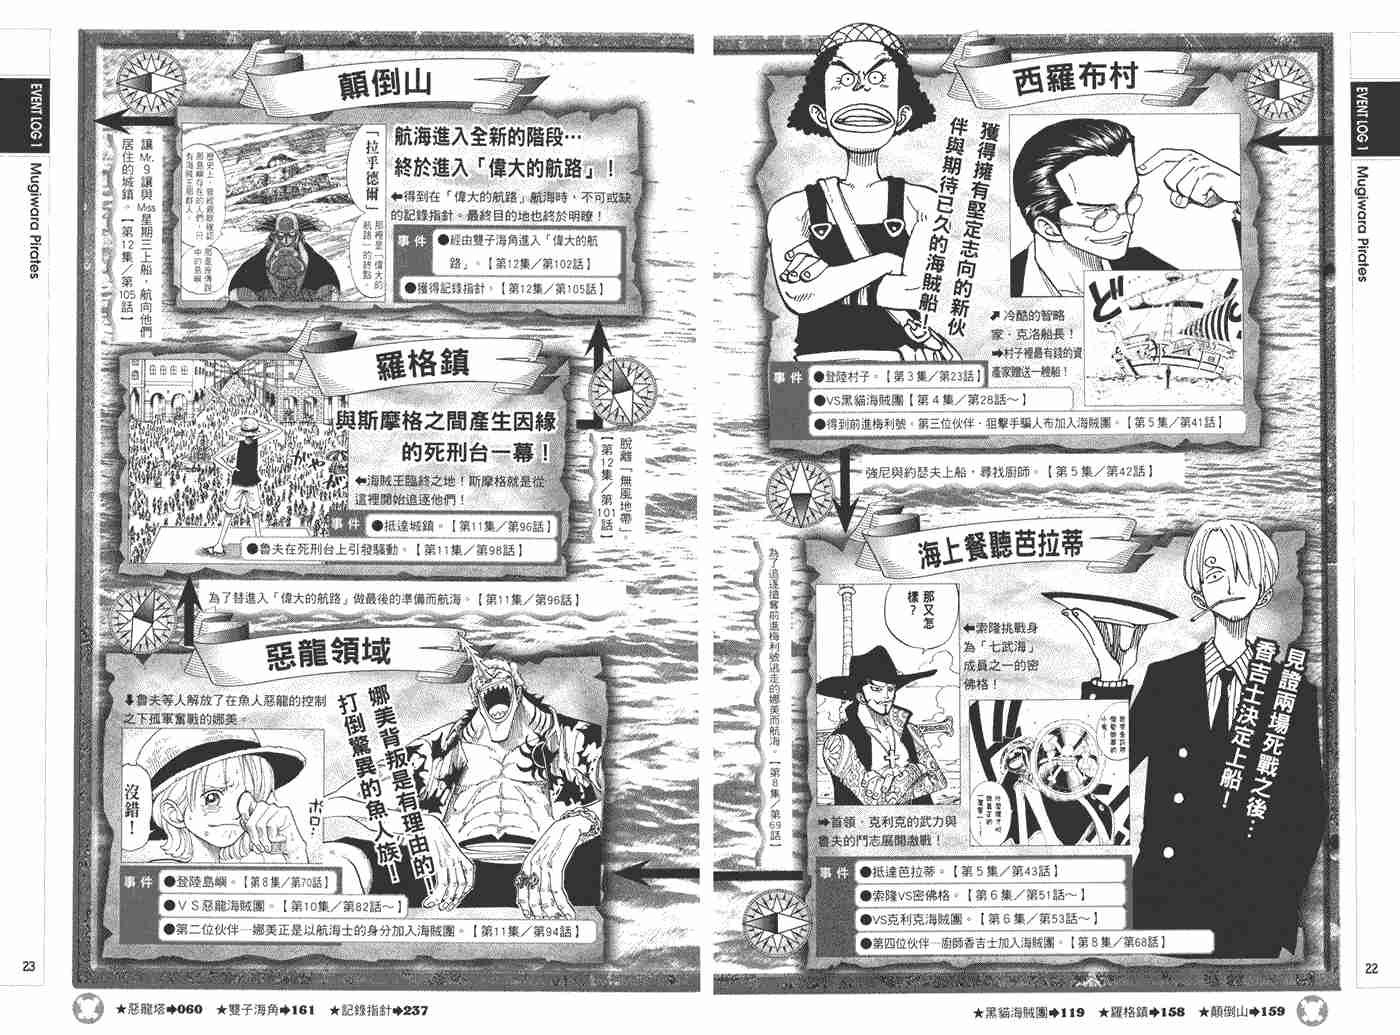 EVENT LOG 1
Mugiwara Pirates
西羅布村
獲得擁有堅定志向的新伙
伴與期待已久的海賊船！
冷酷的智略
家．克洛船長！
村子裡最有錢的資
產家贈送一艘船！
ど
事件
●登陸村子。【第３集／第23話】
●VS黑貓海賊團【第４集／第28話～】
●得到前進梅利號。第三位伙伴．狙擊手騙人布加入海賊團。【第５集／第41話】
強尼與約瑟夫上船，尋找廚師。【第５集／第42話】
海上餐聽芭拉蒂
見證兩場死戰之後…
香吉士決定上船！
那又怎
樣？
索隆挑戰身
為「七武海」
成員之一的密
佛格！
首領．克利克的武力與
魯夫的鬥志展開激戰！
事件
●抵達芭拉蒂。【第５集／第43話】
●索隆VS密佛格。【第６集／第51話～】
●VS克利克海賊團。【第６集／第53話～】
●第四位伙伴─廚師香吉士加入海賊團。【第８集／第68話】
為了追逐搶奪前進梅利號逃走的娜美而航海。【第８集／第69話】
22
★黑貓海賊團➡119 ★羅格鎮➡158 ★顛倒山➡159
惡龍領域
魯夫等人解放了在魚人惡龍的控制
之下孤軍奮戰的娜美。
娜美背叛是有理由的！
打倒驚異的魚人族！
沒錯！
ポロ…
事件
●登陸島嶼。【第８集／第70話】
●ＶＳ惡龍海賊團。【第10集／第82話～】
●第二位伙伴─娜美正是以航海士的身分加入海賊團。【第11集／第94話】
為了替進入「偉大的航路」做最後的準備而航海。【第11集／第96話】
羅格鎮
與斯摩格之間產生因緣
的死刑台一幕！
海賊王臨終之地！斯摩格就是從
這裡開始追逐他們！
事件
●抵達城鎮。【第11集／第96話】
●魯夫在死刑台上引發騷動。【第11集／第98話】
脫離「無風地帶」。
【第12集／第101話】
顛倒山
航海進入全新的階段…
終於進入「偉大的航路」！
得到在「偉大的航路」航海時，不可或缺
的記錄指針。最終目的地也終於明瞭！
「拉乎德爾」
那裡是「偉大的
航路」的終點。
事件
●經由雙子海角進入「偉大的航
路」。【第12集／第102話】
●獲得記錄指針。【第12集／第105話】
讓Mr.9讓與Miss星期三上船，航向他們
居住的城鎮。【第12集／第105話】
EVENT LOG 1
Mugiwara Pirates
23
★惡龍塔➡060 ★雙子海角➡161 ★記錄指針➡237